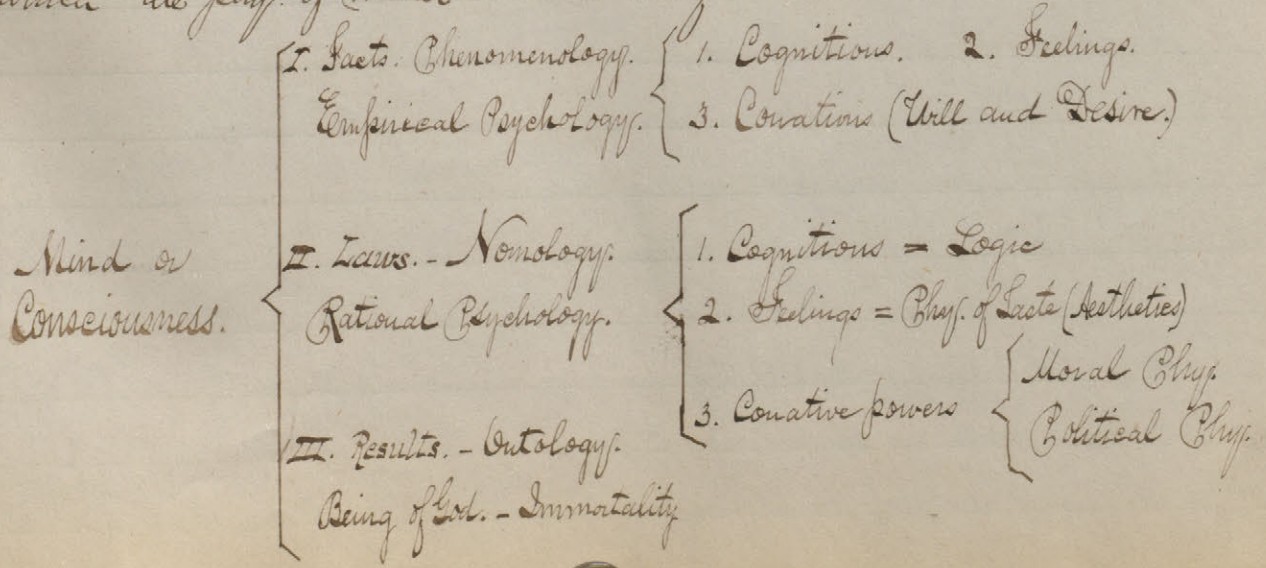 I. Facts. Phenomenology.
Empirical Psychology.
1. Cognitions. 2. Feelings.
3. Conations (Will and Desire.)
Mind or
Consciousness.
II. Laws. - Nomology.
Rational Psychology.
1. Cognitions = Logic
2. Feelings = Phy. of Taste (Aesthetics)
3. Conative powers
Moral Phy.
Political Phy.
III. Results. - Ontology.
Being of God. - Immortality